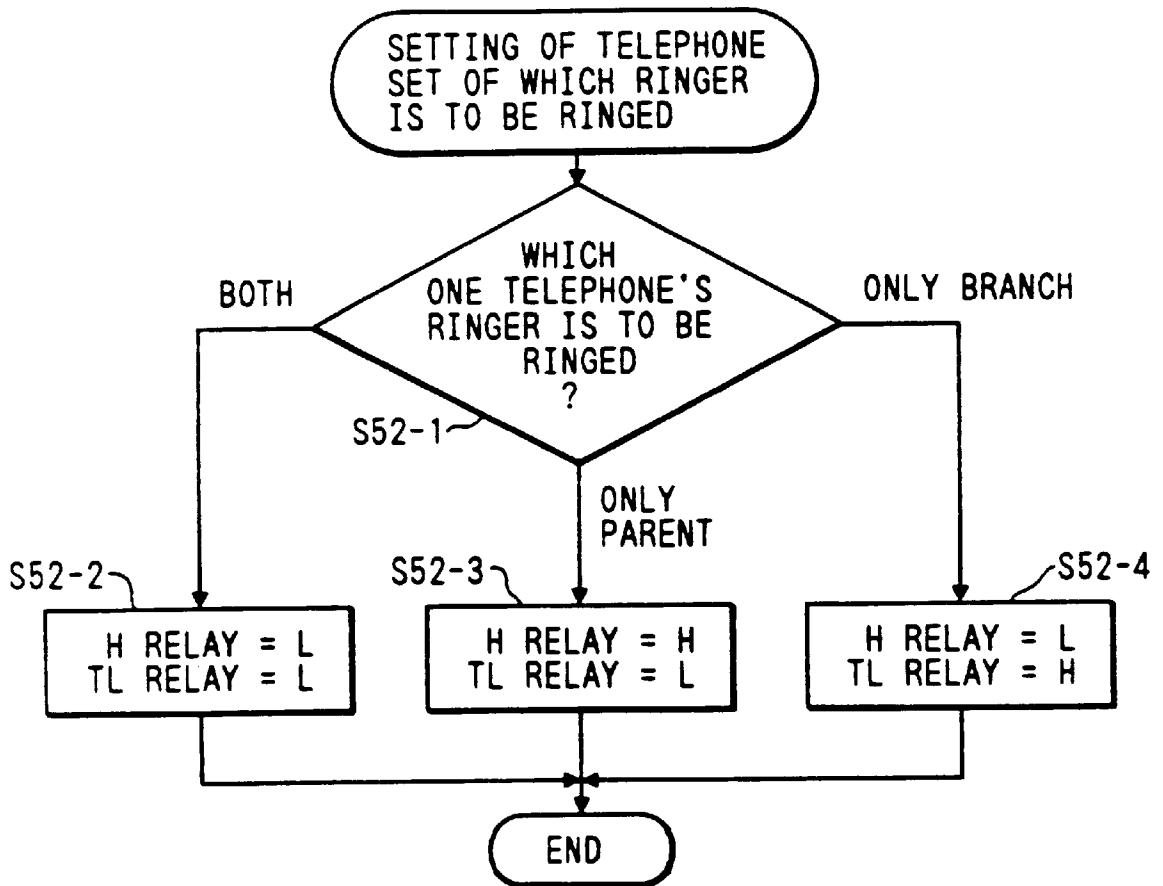 SETTING OF TELEPHONE
SET OF WHICH RINGER
IS TO BE RINGED
WHICH
ONE TELEPHONE'S
RINGER IS TO BE
RINGED
?
BOTH
ONLY BRANCH
S52-1
ONLY
PARENT
S52-2
H RELAY = L
TL RELAY = L
S52-3
H RELAY = H
TL RELAY = L
S52-4
H RELAY = L
TL RELAY = H
END